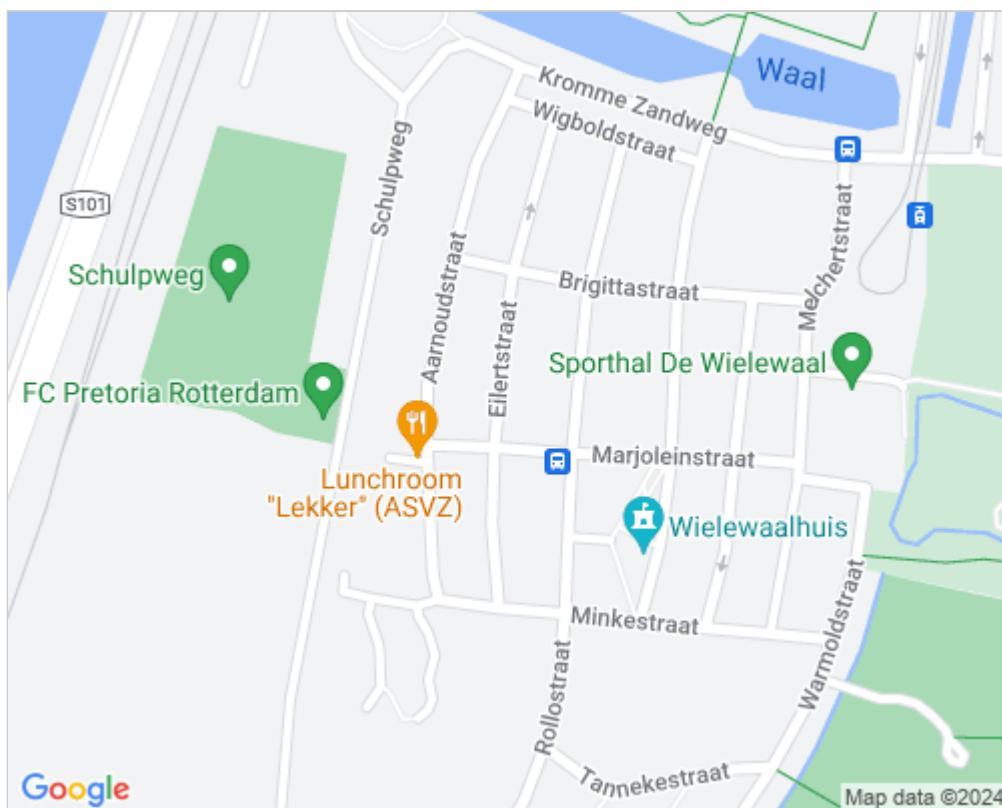 Waal
Kromme Zandweg
Wigboldstraat
Schulpweg
S101
Schulpweg
Melchertstraat
Brigittastraat
Aarnoudstraat
Eilertstraat
Sporthal De Wielewaal
FC Pretoria Rotterdam
Marjoleinstraat
Lunchroom
"Lekker" (ASVZ)
Wielewaalhuis
Minkestraat
Warmoldstraat
Rollostraat
Tannekestraat
Google
Map data ©2024